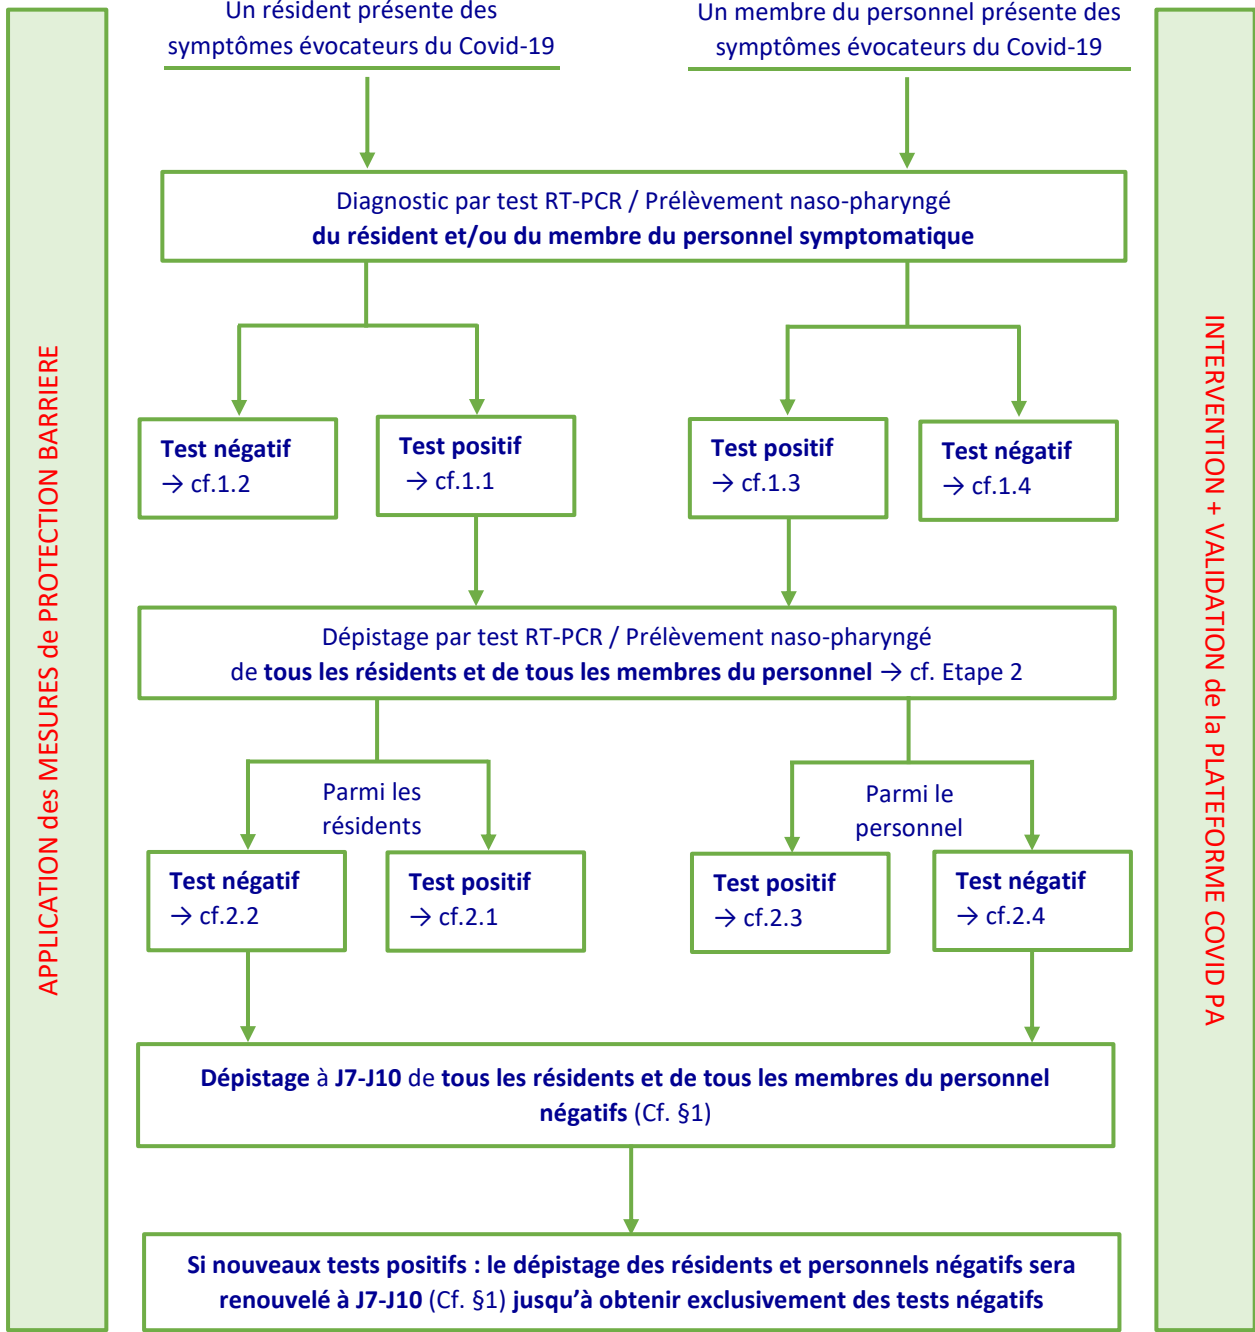 Un résident présente des
symptômes évocateurs du Covid-19
Un membre du personnel présente des
symptômes évocateurs du Covid-19
Diagnostic par test RT-PCR / Prélèvement naso-pharyngé
du résident et/ou du membre du personnel symptomatique
Test négatif
→ cf.1.2
Test positif
→ cf.1.1
Test positif
→ cf.1.3
Test négatif
→ cf.1.4
Dépistage par test RT-PCR / Prélèvement naso-pharyngé
de tous les résidents et de tous les membres du personnel → cf. Etape 2
Parmi les
résidents
Parmi le
personnel
Test négatif
→ cf.2.2
Test positif
→ cf.2.1
Test positif
→ cf.2.3
Test négatif
→ cf.2.4
Dépistage à J7-J10 de tous les résidents et de tous les membres du personnel
négatifs (Cf. §1)
Si nouveaux tests positifs : le dépistage des résidents et personnels négatifs sera
renouvelé à J7-J10 (Cf. §1) jusqu’à obtenir exclusivement des tests négatifs
APPLICATION des MESURES de PROTECTION BARRIERE
INTERVENTION + VALIDATION de la PLATEFORME COVID PA